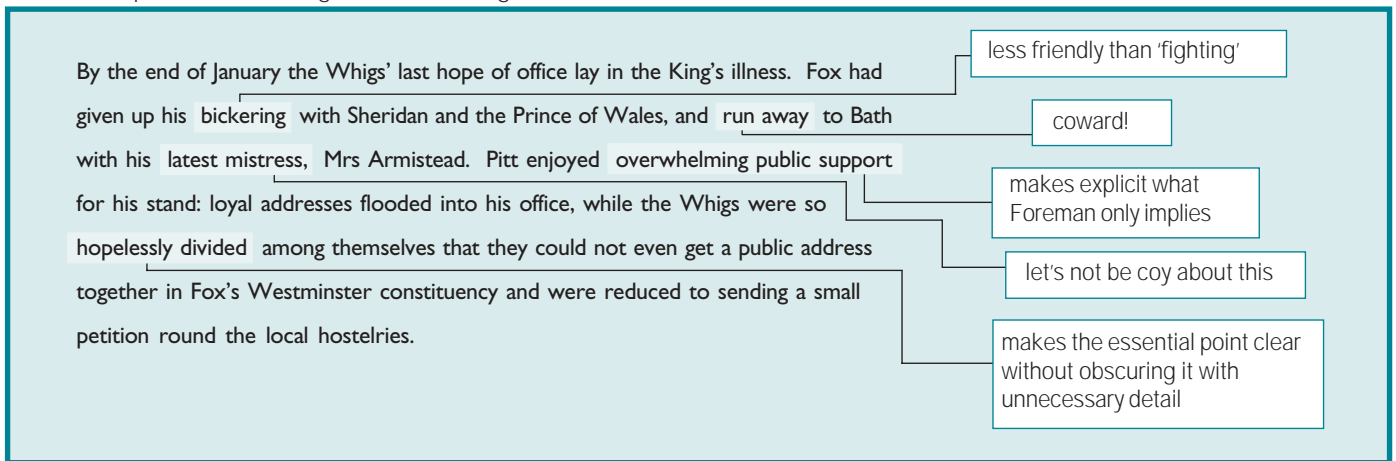 By the end of January the Whigs’ last hope of office lay in the King’s illness. Fox had
given up his bickering with Sheridan and the Prince of Wales, and run away to Bath
with his latest mistress, Mrs Armistead. Pitt enjoyed overwhelming public support
for his stand: loyal addresses flooded into his office, while the Whigs were so
hopelessly divided among themselves that they could not even get a public address
together in Fox’s Westminster constituency and were reduced to sending a small
petition round the local hostelries.
less friendly than ‘fighting’
coward!
makes explicit what
Foreman only implies
let’s not be coy about this
makes the essential point clear
without obscuring it with
unnecessary detail